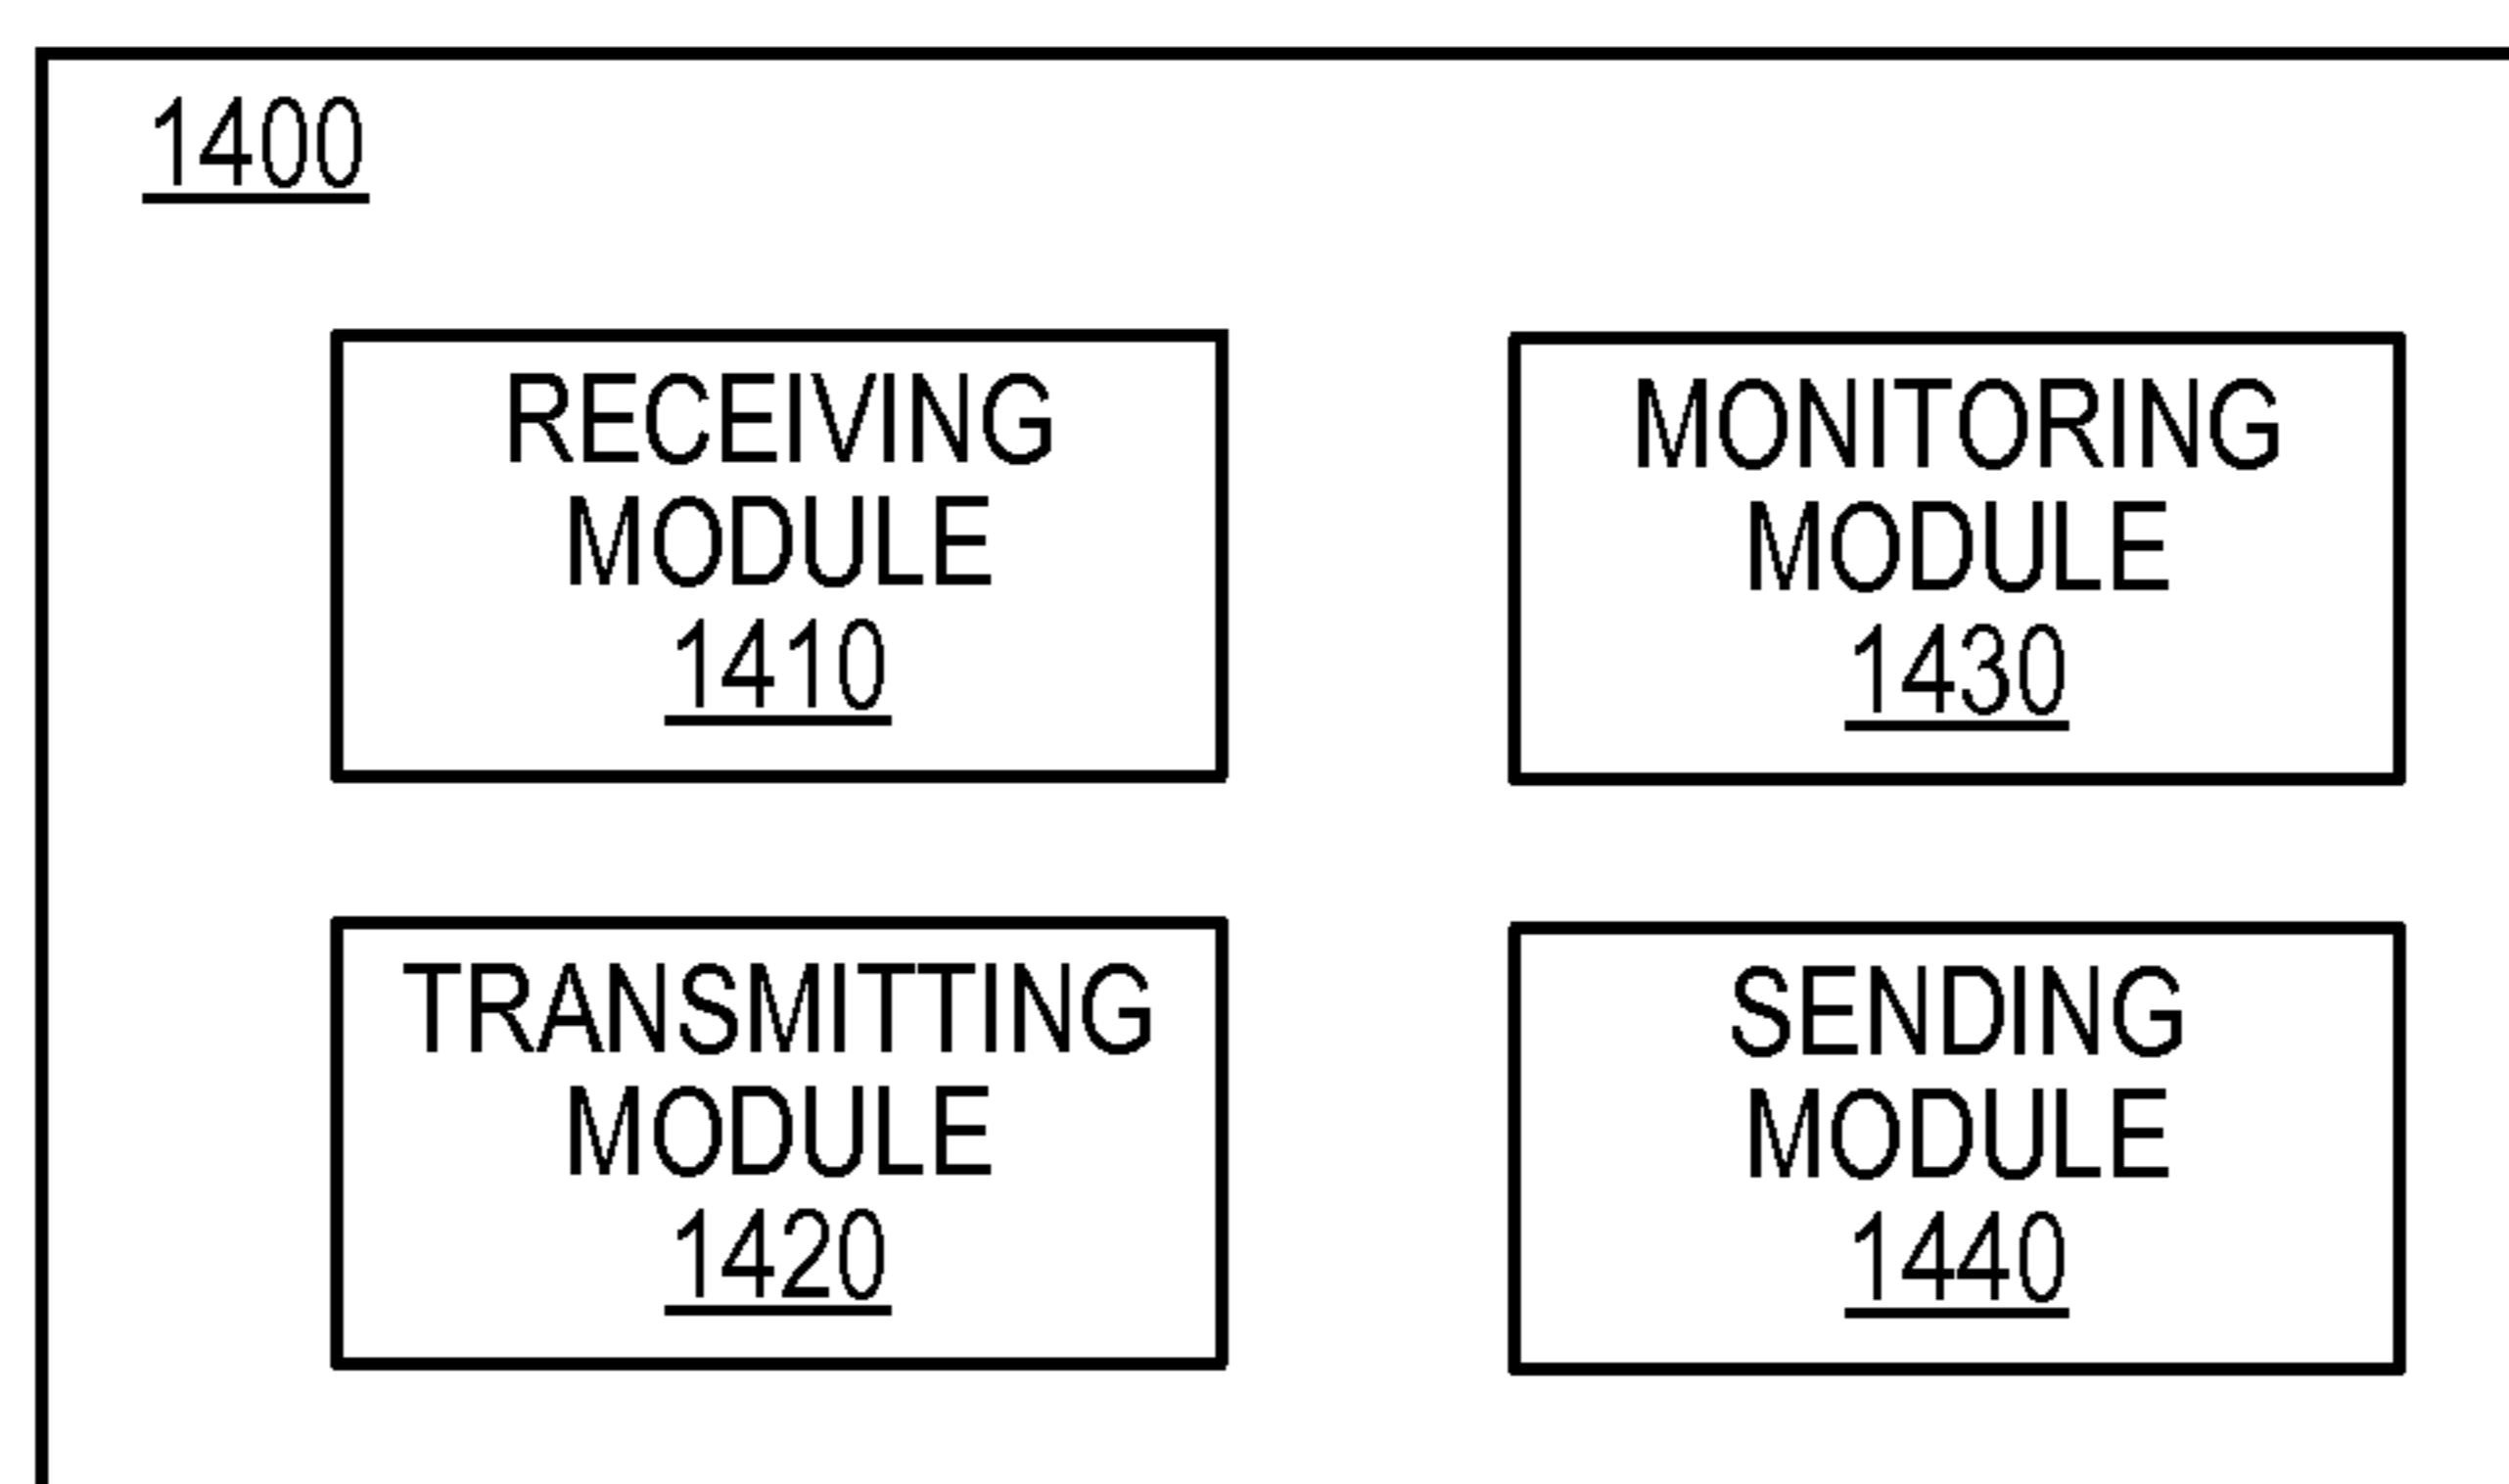 1400
RECEIVING
MODULE
1410
MONITORING
MODULE
1430
TRANSMITTING
MODULE
1420
SENDING
MODULE
1440